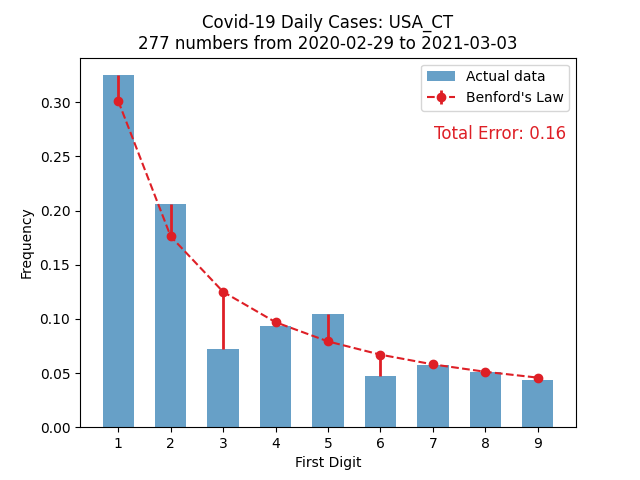 Covid-19 Daily Cases: USA_CT
277 numbers from 2020-02-29 to 2021-03-03
Actual data
Benford's Law
Total Error: 0.16
Frequency
0.30
0.25
0.20
0.15
0.10
0.05
0.00
1 2 3 4 5 6 7 8 9
First Digit